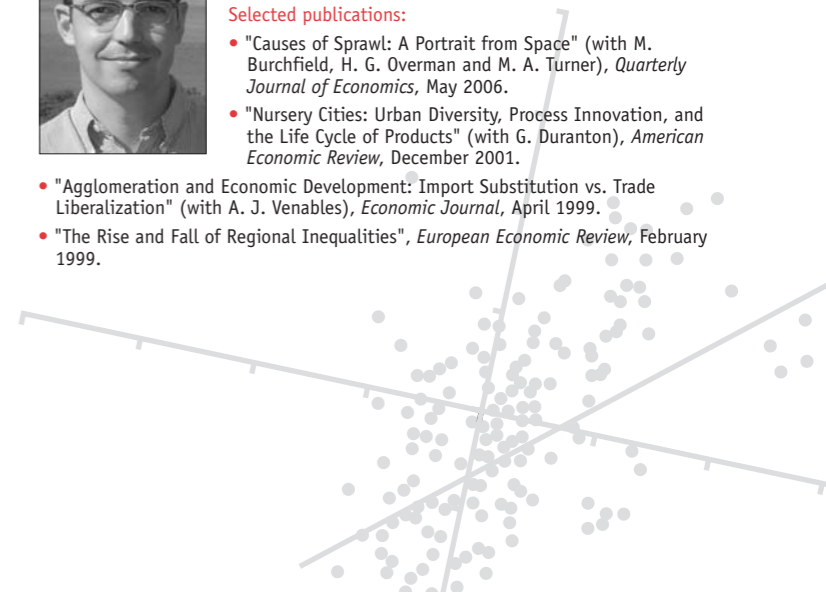 Selected publications:
• "Causes of Sprawl: A Portrait from Space" (with M.
Burchfield, H. G. Overman and M. A. Turner), Quarterly
Journal of Economics, May 2006.
• "Nursery Cities: Urban Diversity, Process Innovation, and
the Life Cycle of Products" (with G. Duranton), American
Economic Review, December 2001.
• "Agglomeration and Economic Development: Import Substitution vs. Trade
Liberalization" (with A. J. Venables), Economic Journal, April 1999.
• "The Rise and Fall of Regional Inequalities", European Economic Review, February
1999.